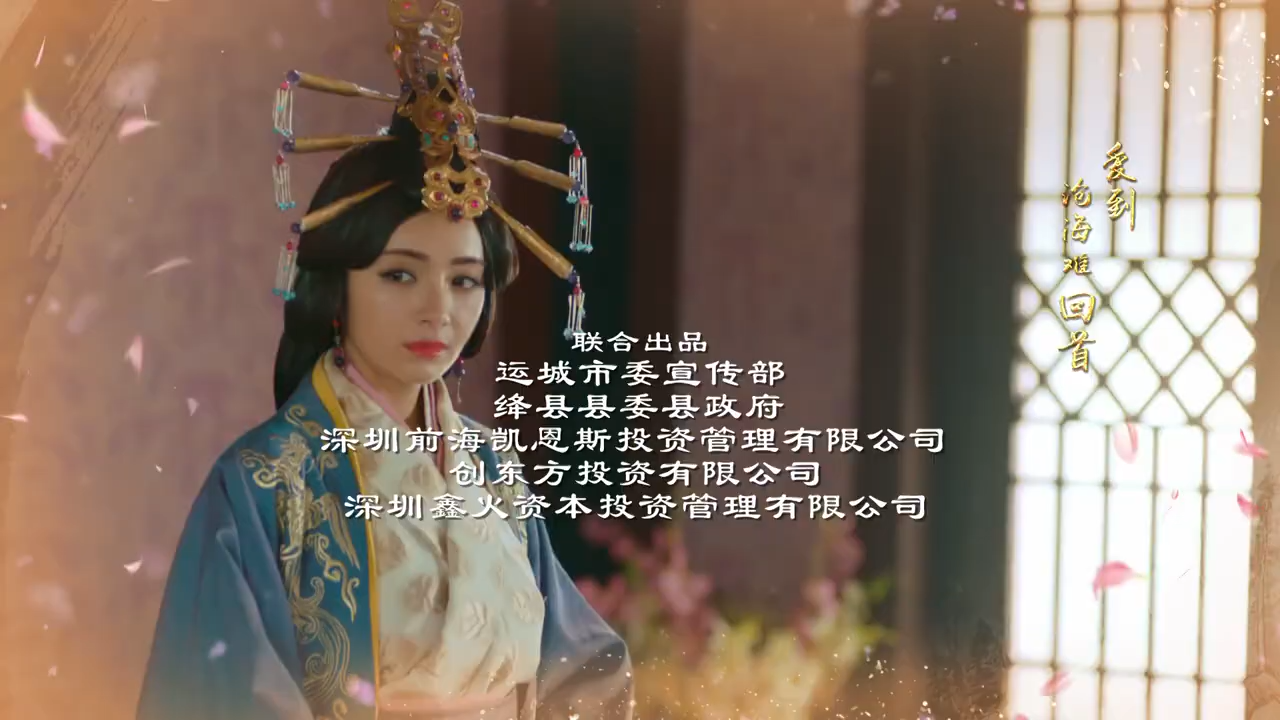 爱到
沧海难回首
联合出品
运城市委宣传部
绛县县委县政府
深圳前海凯恩斯投资管理有限公司
创东方投资有限公司
深圳鑫火资本投资管理有限公司